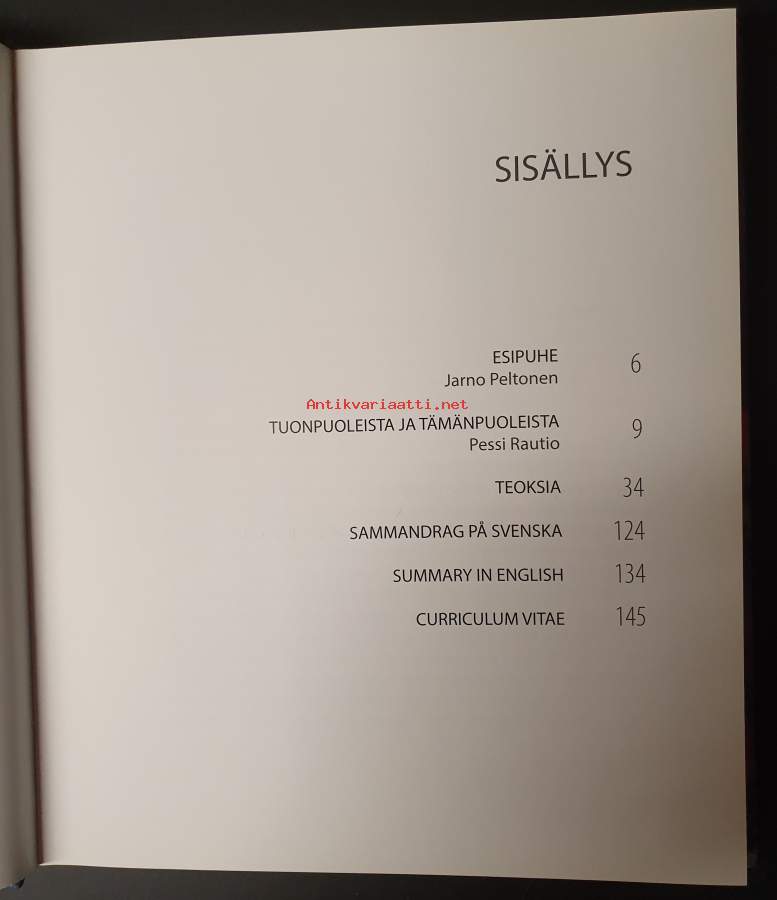 SISÄLLYS
ESIPUHE 6
Jarno Peltonen
Antikvariaatti.net
TUONPUOLEISTA JA TÄMÄNPUOLEISTA 9
Pessi Rautio
TEOKSIA 34
SAMMANDRAG PÅ SVENSKA 124
SUMMARY IN ENGLISH 134
CURRICULUM VITAE 145